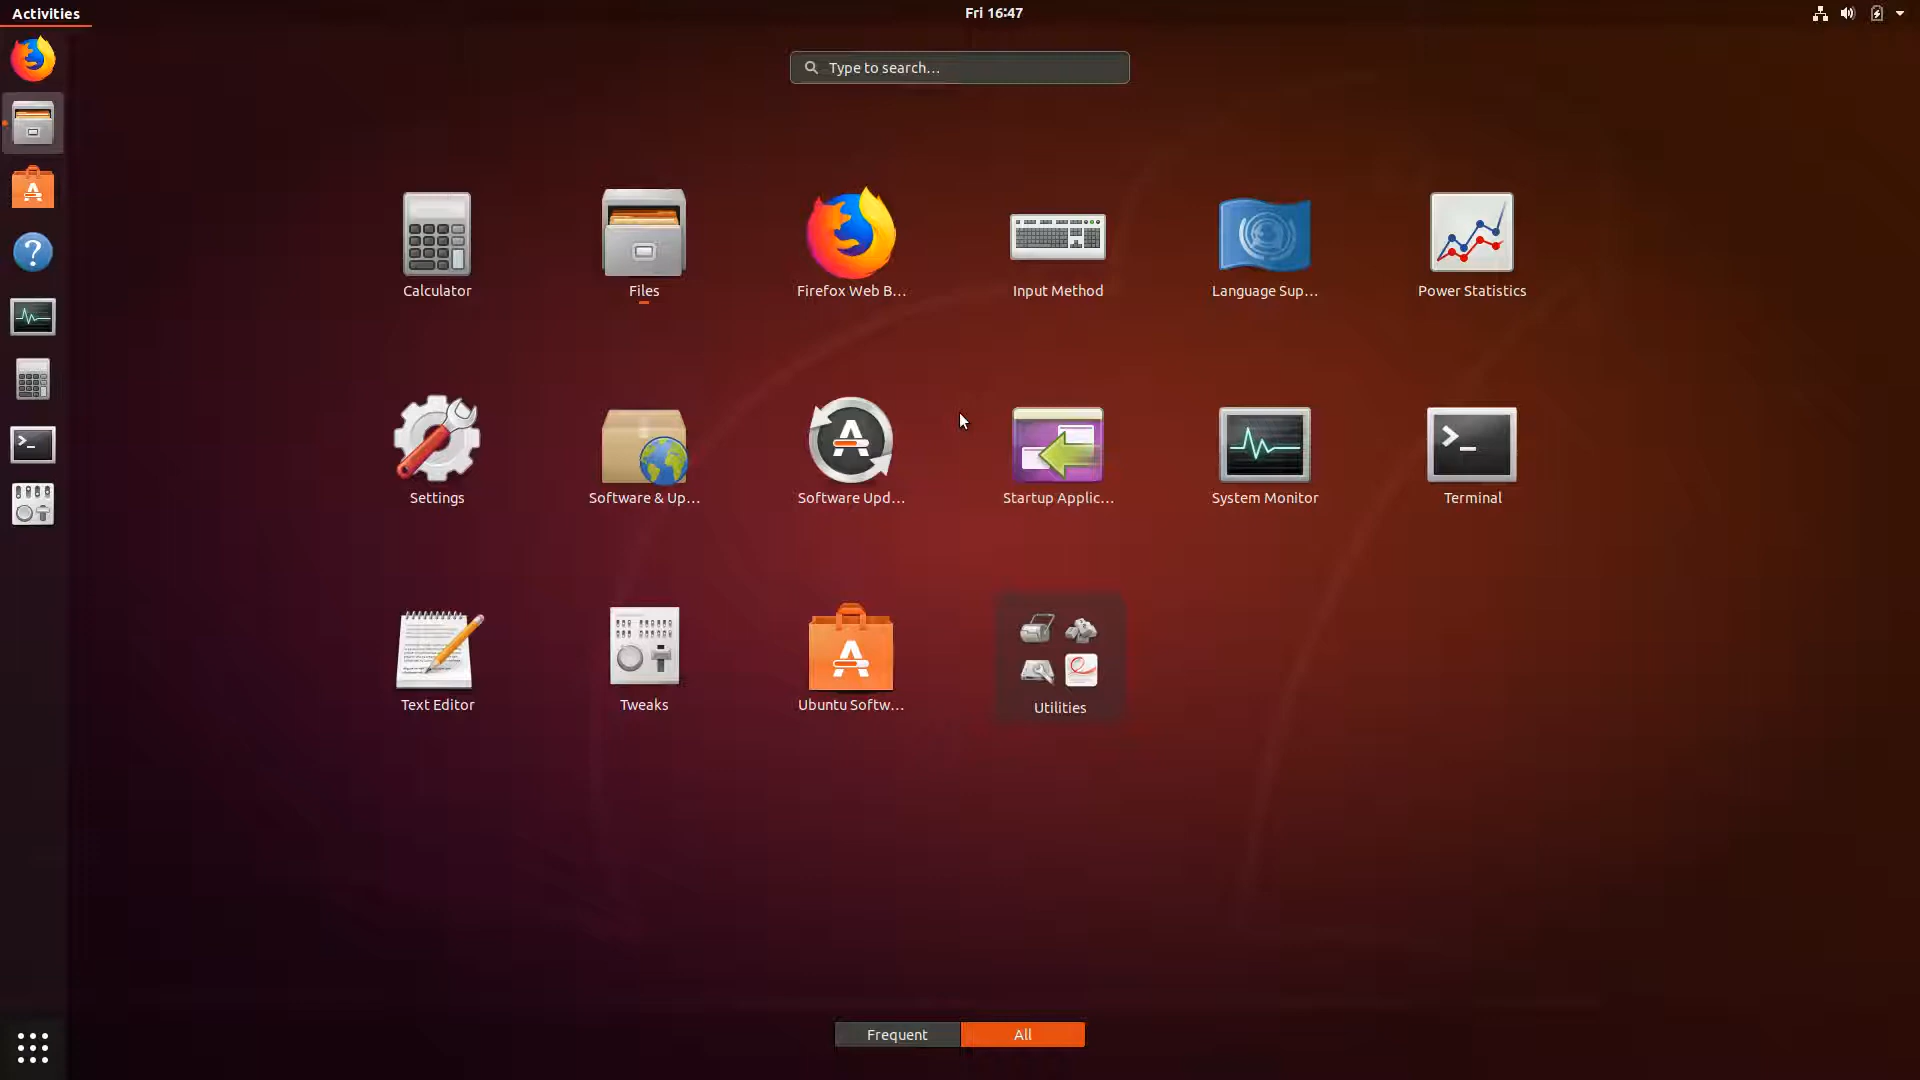 Activities
Fri 16:47
Type to search...
Calculator
Files
Firefox Web B...
Input Method
Language Sup...
Power Statistics
Settings
Software & Up...
Software Upd...
Startup Applic...
System Monitor
Terminal
Text Editor
Tweaks
Ubuntu Softw...
Utilities
Frequent
All